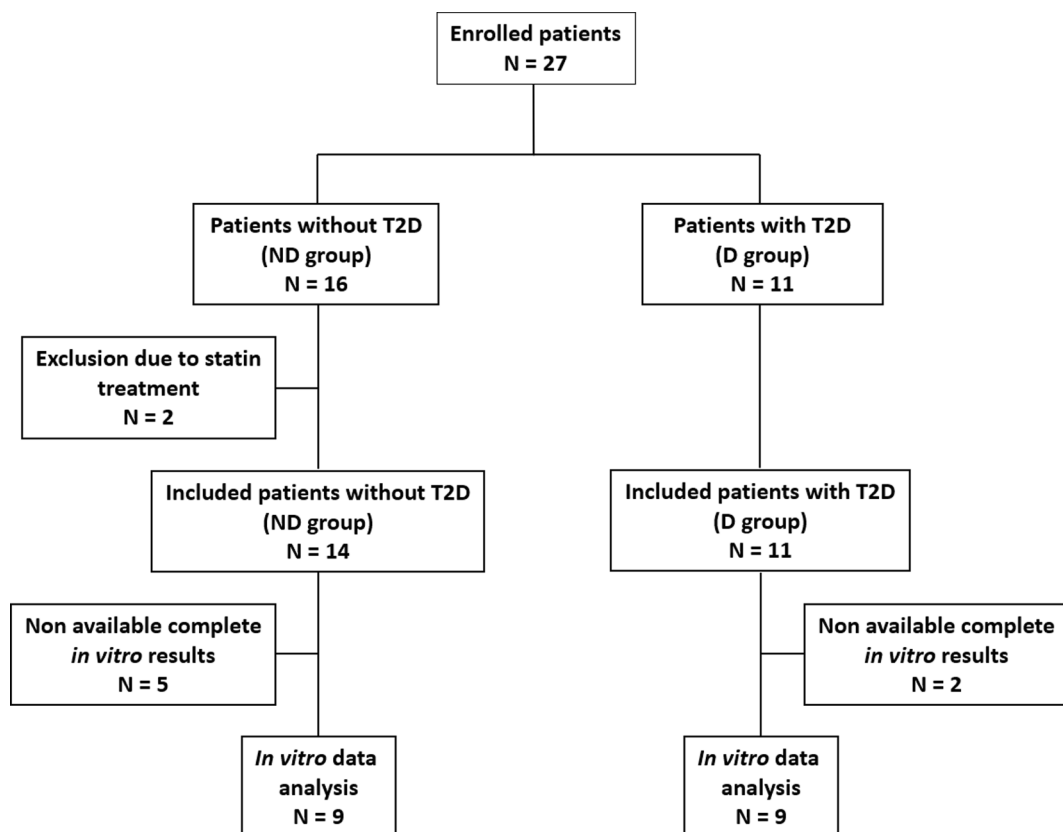 Enrolled patients
N = 27
Patients without T2D
(ND group)
N = 16
Patients with T2D
(D group)
N = 11
Exclusion due to statin
treatment
N = 2
Included patients without T2D
(ND group)
N = 14
Included patients with T2D
(D group)
N = 11
Non available complete
in vitro results
N = 5
Non available complete
in vitro results
N = 2
In vitro data
analysis
N = 9
In vitro data
analysis
N = 9